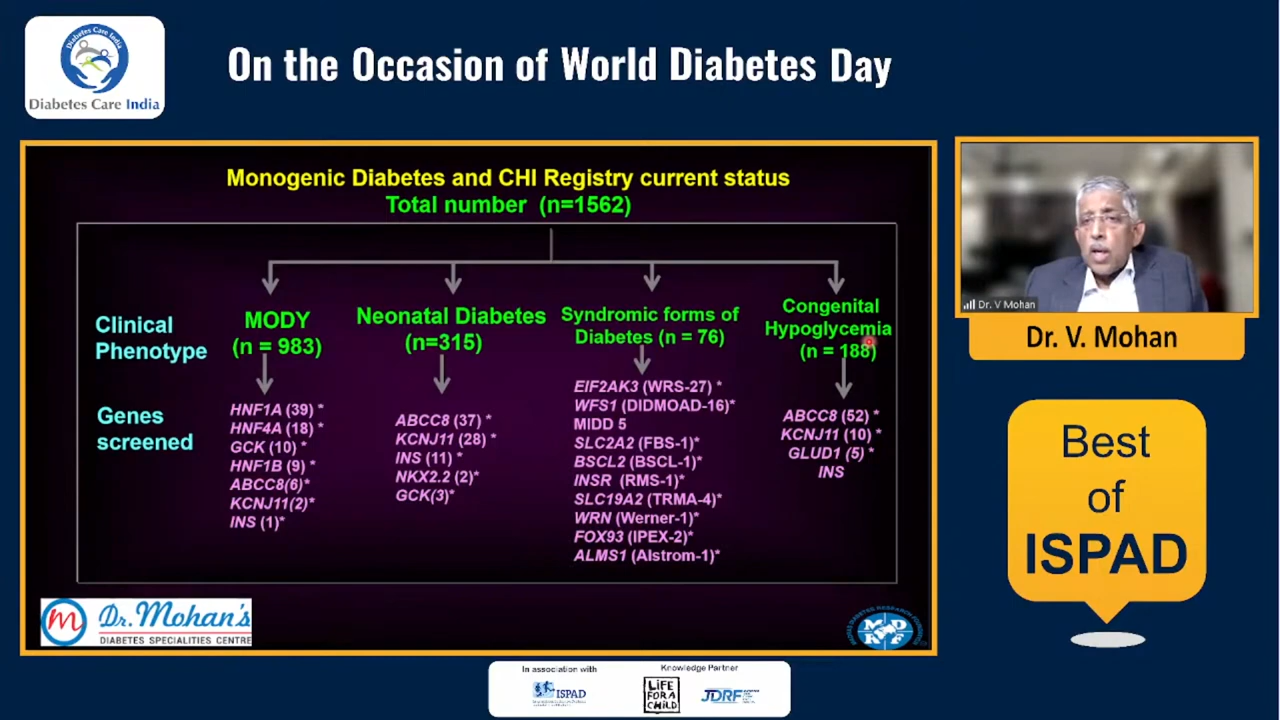 Diabetes Care India
Diabetes Care India
On the Occasion of World Diabetes Day
Monogenic Diabetes and CHI Registry current status
Total number (n=1562)
Clinical
Phenotype
MODY
(n = 983)
Neonatal Diabetes
(n=315)
Syndromic forms of
Diabetes (n = 76)
Congenital
Hypoglycemia
(n = 188)
Genes
screened
HNF1A (39) *
HNF4A (18) *
GCK (10) *
HNF1B (9) *
ABCC8(6)*
KCNJ11(2)*
INS (1)*
ABCC8 (37) *
KCNJ11 (28) *
INS (11) *
NKX2.2 (2)*
GCK(3)*
EIF2AK3 (WRS-27) *
WFS1 (DIDMOAD-16)*
MIDD 5
SLC2A2 (FBS-1)*
BSCL2 (BSCL-1)*
INSR (RMS-1)*
SLC19A2 (TRMA-4)*
WRN (Werner-1)*
FOX93 (IPEX-2)*
ALMS1 (Alstrom-1)*
ABCC8 (52) *
KCNJ11 (10) *
GLUD1 (5) *
INS
m Dr. Mohan's
DIABETES SPECIALITIES CENTRE
MDRF
Dr. V Mohan
Dr. V. Mohan
Best
of
ISPAD
In association with
ISPAD
Knowledge Partner
LiFE
FOR A
CHiLD
JDRF